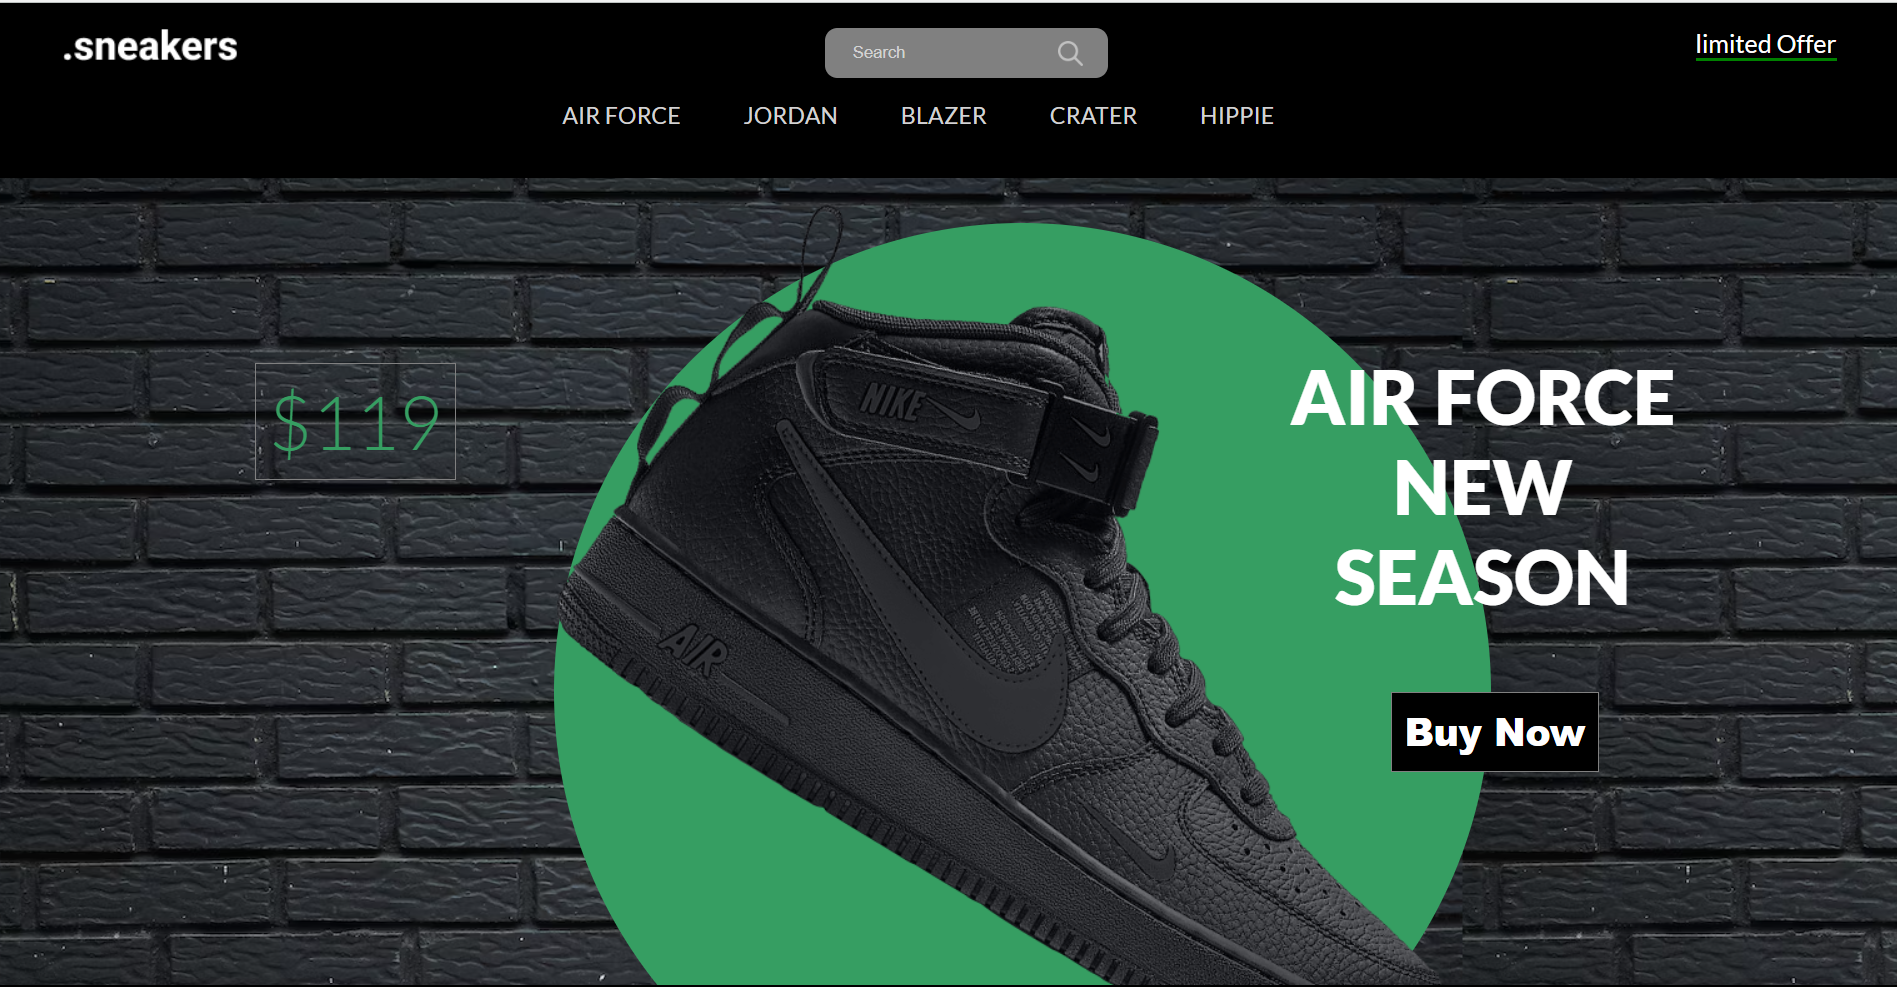 .sneakers
Search
limited Offer
AIR FORCE JORDAN BLAZER CRATER HIPPIE
$119
AIR FORCE
NEW
SEASON
Buy Now
NIKE
AIR